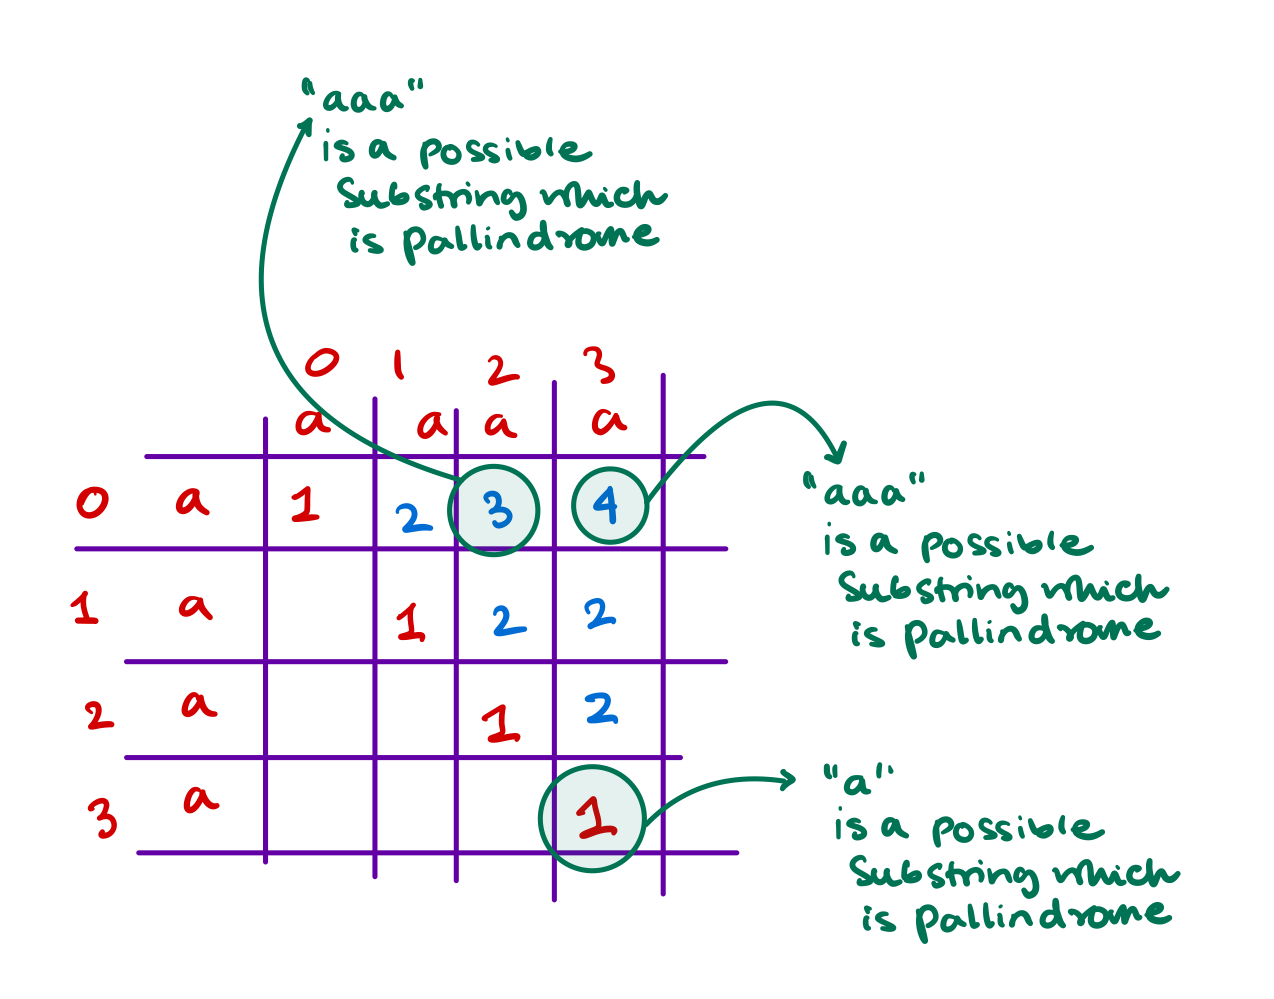 "aaa"
is a possible
Substring which
is pallindrome
0 1 2 3
a a a a
0 a 1 2 3 4
1 a 1 2 2
2 a 1 2
3 a 1
"aaa"
is a possible
Substring which
is pallindrome
"a"
is a possible
Substring which
is pallindrome